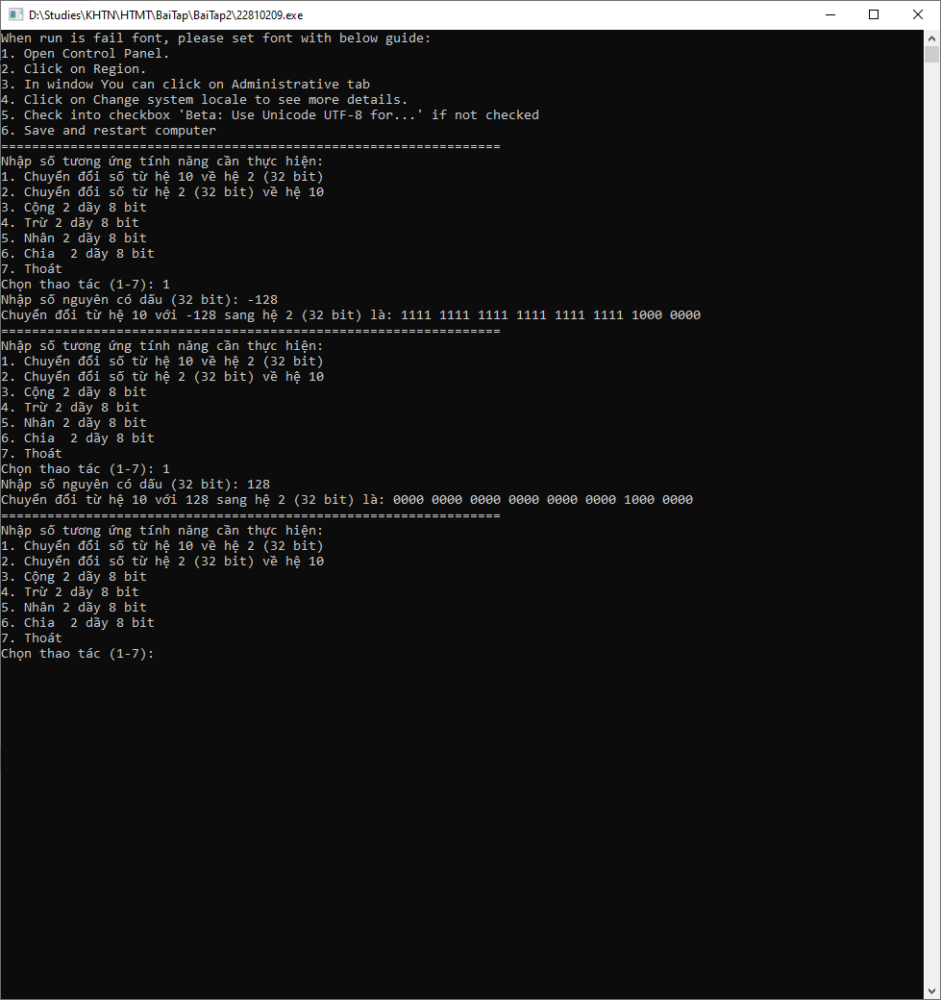 D:\Studies\KHTN\HTMT\BaiTap\BaiTap2\22810209.exe
When run is fail font, please set font with below guide:
1. Open Control Panel.
2. Click on Region.
3. In window You can click on Administrative tab
4. Click on Change system locale to see more details.
5. Check into checkbox 'Beta: Use Unicode UTF-8 for...' if not checked
6. Save and restart computer
=================================================================
Nhập số tương ứng tính năng cần thực hiện:
1. Chuyển đổi số từ hệ 10 về hệ 2 (32 bit)
2. Chuyển đổi số từ hệ 2 (32 bit) về hệ 10
3. Cộng 2 dãy 8 bit
4. Trừ 2 dãy 8 bit
5. Nhân 2 dãy 8 bit
6. Chia  2 dãy 8 bit
7. Thoát
Chọn thao tác (1-7): 1
Nhập số nguyên có dấu (32 bit): -128
Chuyển đổi từ hệ 10 với -128 sang hệ 2 (32 bit) là: 1111 1111 1111 1111 1111 1111 1000 0000
=================================================================
Nhập số tương ứng tính năng cần thực hiện:
1. Chuyển đổi số từ hệ 10 về hệ 2 (32 bit)
2. Chuyển đổi số từ hệ 2 (32 bit) về hệ 10
3. Cộng 2 dãy 8 bit
4. Trừ 2 dãy 8 bit
5. Nhân 2 dãy 8 bit
6. Chia  2 dãy 8 bit
7. Thoát
Chọn thao tác (1-7): 1
Nhập số nguyên có dấu (32 bit): 128
Chuyển đổi từ hệ 10 với 128 sang hệ 2 (32 bit) là: 0000 0000 0000 0000 0000 0000 1000 0000
=================================================================
Nhập số tương ứng tính năng cần thực hiện:
1. Chuyển đổi số từ hệ 10 về hệ 2 (32 bit)
2. Chuyển đổi số từ hệ 2 (32 bit) về hệ 10
3. Cộng 2 dãy 8 bit
4. Trừ 2 dãy 8 bit
5. Nhân 2 dãy 8 bit
6. Chia  2 dãy 8 bit
7. Thoát
Chọn thao tác (1-7):